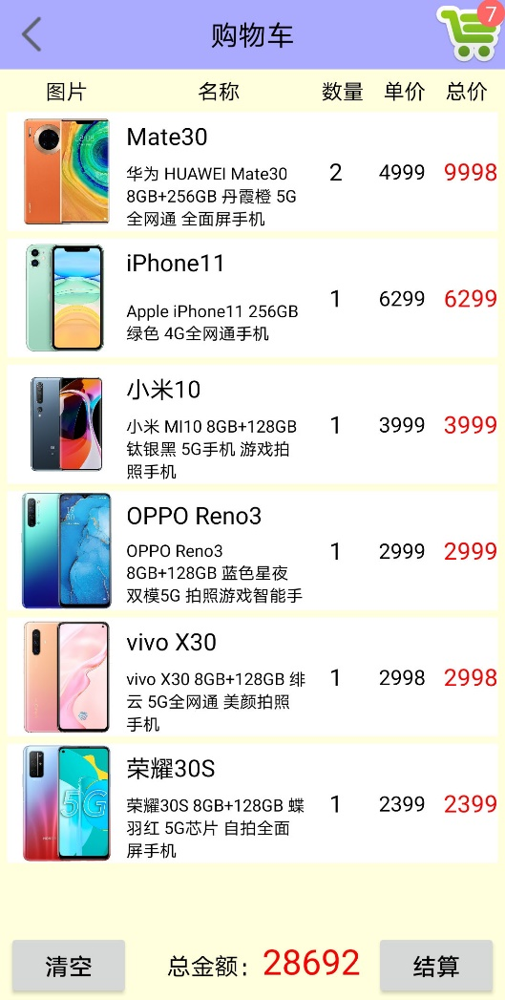 购物车
7
图片 名称 数量 单价 总价
Mate30
华为 HUAWEI Mate30
8GB+256GB 丹霞橙 5G
全网通 全面屏手机
2 4999 9998
iPhone11
Apple iPhone11 256GB
绿色 4G全网通手机
1 6299 6299
小米10
小米 MI10 8GB+128GB
钛银黑 5G手机 游戏拍
照手机
1 3999 3999
OPPO Reno3
OPPO Reno3
8GB+128GB 蓝色星夜
双模5G 拍照游戏智能手
1 2999 2999
vivo X30
vivo X30 8GB+128GB 绯
云 5G全网通 美颜拍照
手机
1 2998 2998
荣耀30S
5G
荣耀30S 8GB+128GB 蝶
羽红 5G芯片 自拍全面
屏手机
1 2399 2399
清空 总金额：28692 结算